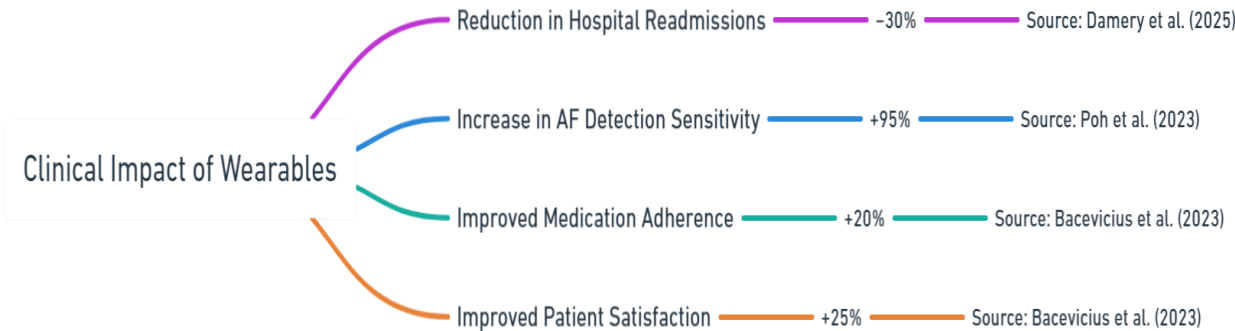 Clinical Impact of Wearables
Reduction in Hospital Readmissions −30% Source: Damery et al. (2025)
Increase in AF Detection Sensitivity +95% Source: Poh et al. (2023)
Improved Medication Adherence +20% Source: Bacevicius et al. (2023)
Improved Patient Satisfaction +25% Source: Bacevicius et al. (2023)